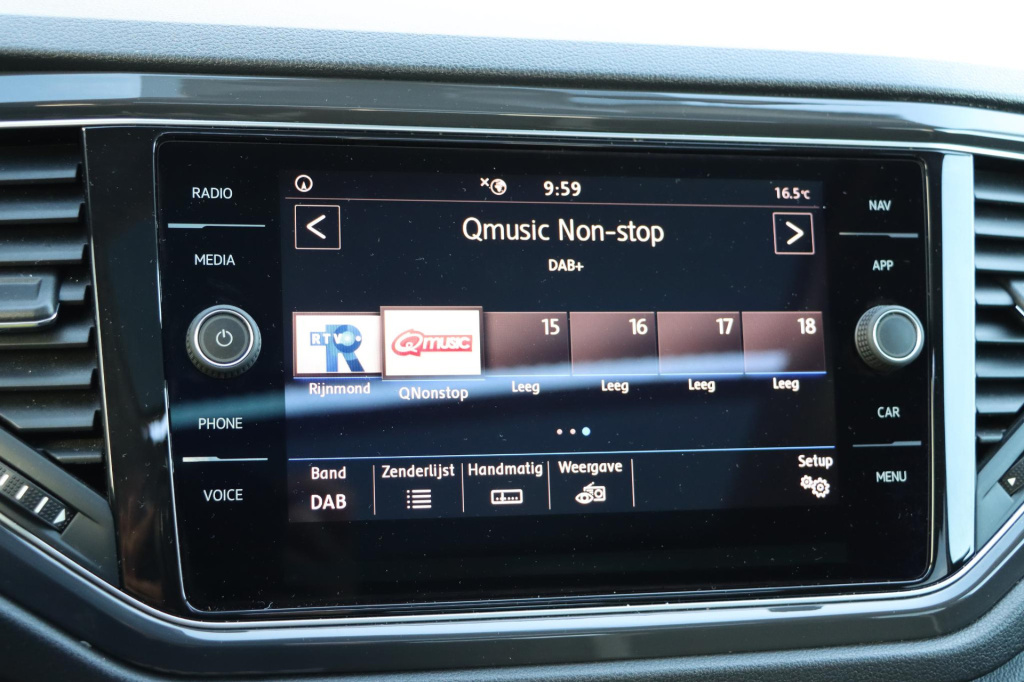 RADIO
MEDIA
PHONE
VOICE
9:59
16.5°C
< Qmusic Non-stop >
DAB+
RTV R
Qmusic
15
16
17
18
Rijnmond
QNonstop
Leeg
Leeg
Leeg
Leeg
Band
DAB
Zenderlijst
Handmatig
Weergave
Setup
NAV
APP
CAR
MENU